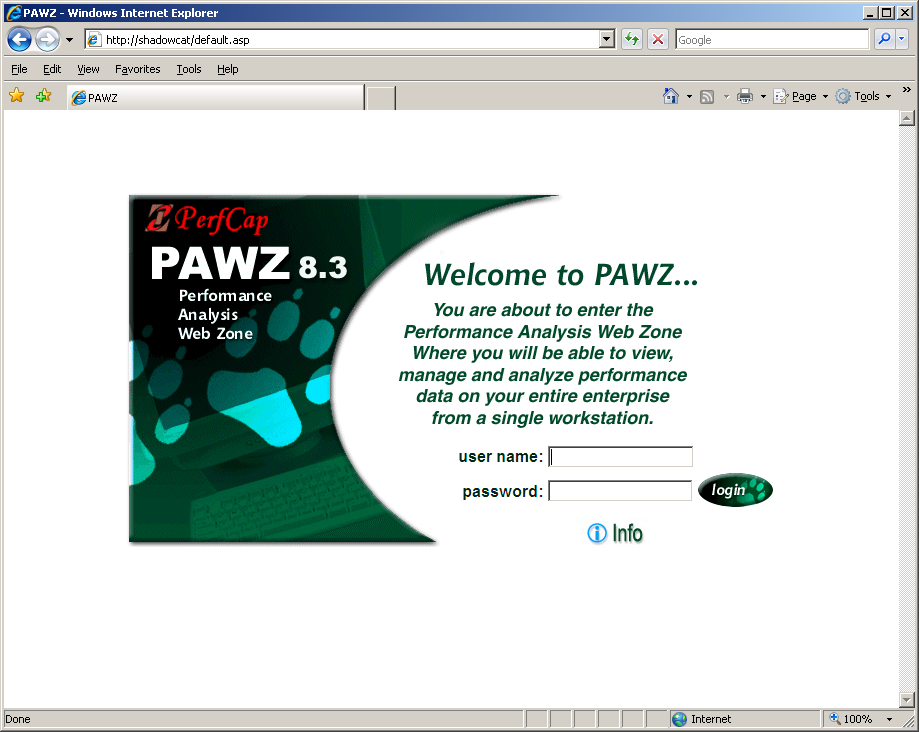 PAWZ - Windows Internet Explorer
http://shadowcat/default.asp
Google
File Edit View Favorites Tools Help
PAWZ
Page Tools
PerfCap
PAWZ 8.3
Performance
Analysis
Web Zone
Welcome to PAWZ...
You are about to enter the
Performance Analysis Web Zone
Where you will be able to view,
manage and analyze performance
data on your entire enterprise
from a single workstation.
user name:
password:
login
Info
Done Internet 100%